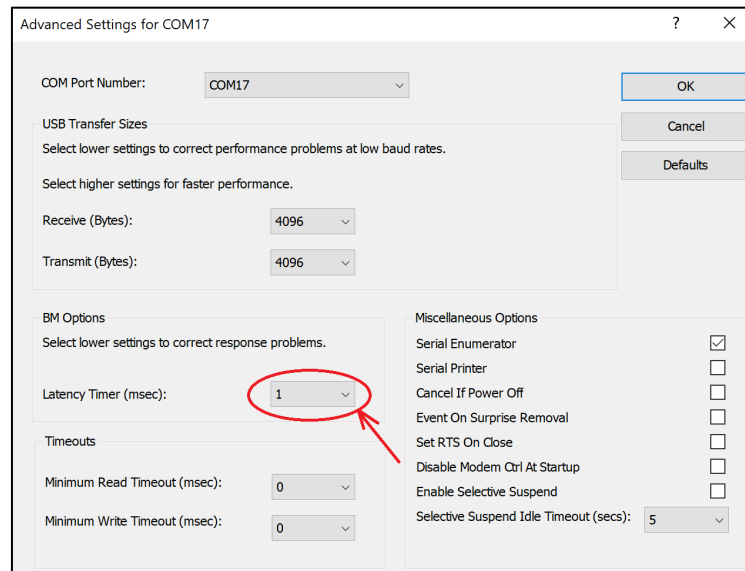 Advanced Settings for COM17 ? ×
COM Port Number: COM17
OK
USB Transfer Sizes
Cancel
Select lower settings to correct performance problems at low baud rates.
Defaults
Select higher settings for faster performance.
Receive (Bytes): 4096
Transmit (Bytes): 4096
BM Options
Select lower settings to correct response problems.
Latency Timer (msec): 1
Timeouts
Minimum Read Timeout (msec): 0
Minimum Write Timeout (msec): 0
Miscellaneous Options
Serial Enumerator
Serial Printer
Cancel If Power Off
Event On Surprise Removal
Set RTS On Close
Disable Modem Ctrl At Startup
Enable Selective Suspend
Selective Suspend Idle Timeout (secs): 5